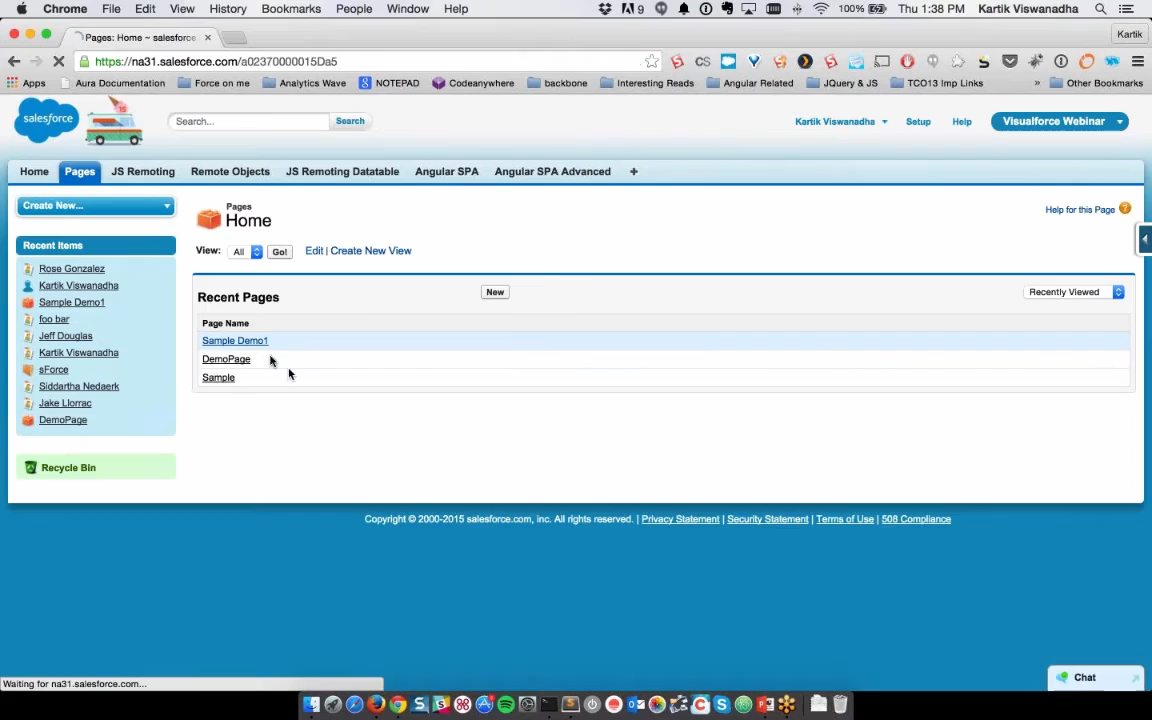 Chrome File Edit View History Bookmarks People Window Help 9 100% Thu 1:38 PM Kartik Viswanadha
Pages: Home ~ salesforce Kartik
https://na31.salesforce.com/a02370000015Da5
Apps Aura Documentation Force on me Analytics Wave NOTEPAD Codeanywhere backbone Interesting Reads Angular Related JQuery & JS TCO13 Imp Links » Other Bookmarks
salesforce Search... Search Kartik Viswanadha Setup Help Visualforce Webinar
Home Pages JS Remoting Remote Objects JS Remoting Datatable Angular SPA Angular SPA Advanced +
Create New...
Pages
Home
Help for this Page
View: All Go! Edit | Create New View
Recent Items
Rose Gonzalez
Kartik Viswanadha
Sample Demo1
foo bar
Jeff Douglas
Kartik Viswanadha
sForce
Siddartha Nedaerk
Jake Llorrac
DemoPage
Recycle Bin
Recent Pages New Recently Viewed
Page Name
Sample Demo1
DemoPage
Sample
Copyright © 2000-2015 salesforce.com, inc. All rights reserved. | Privacy Statement | Security Statement | Terms of Use | 508 Compliance
Chat
Waiting for na31.salesforce.com...